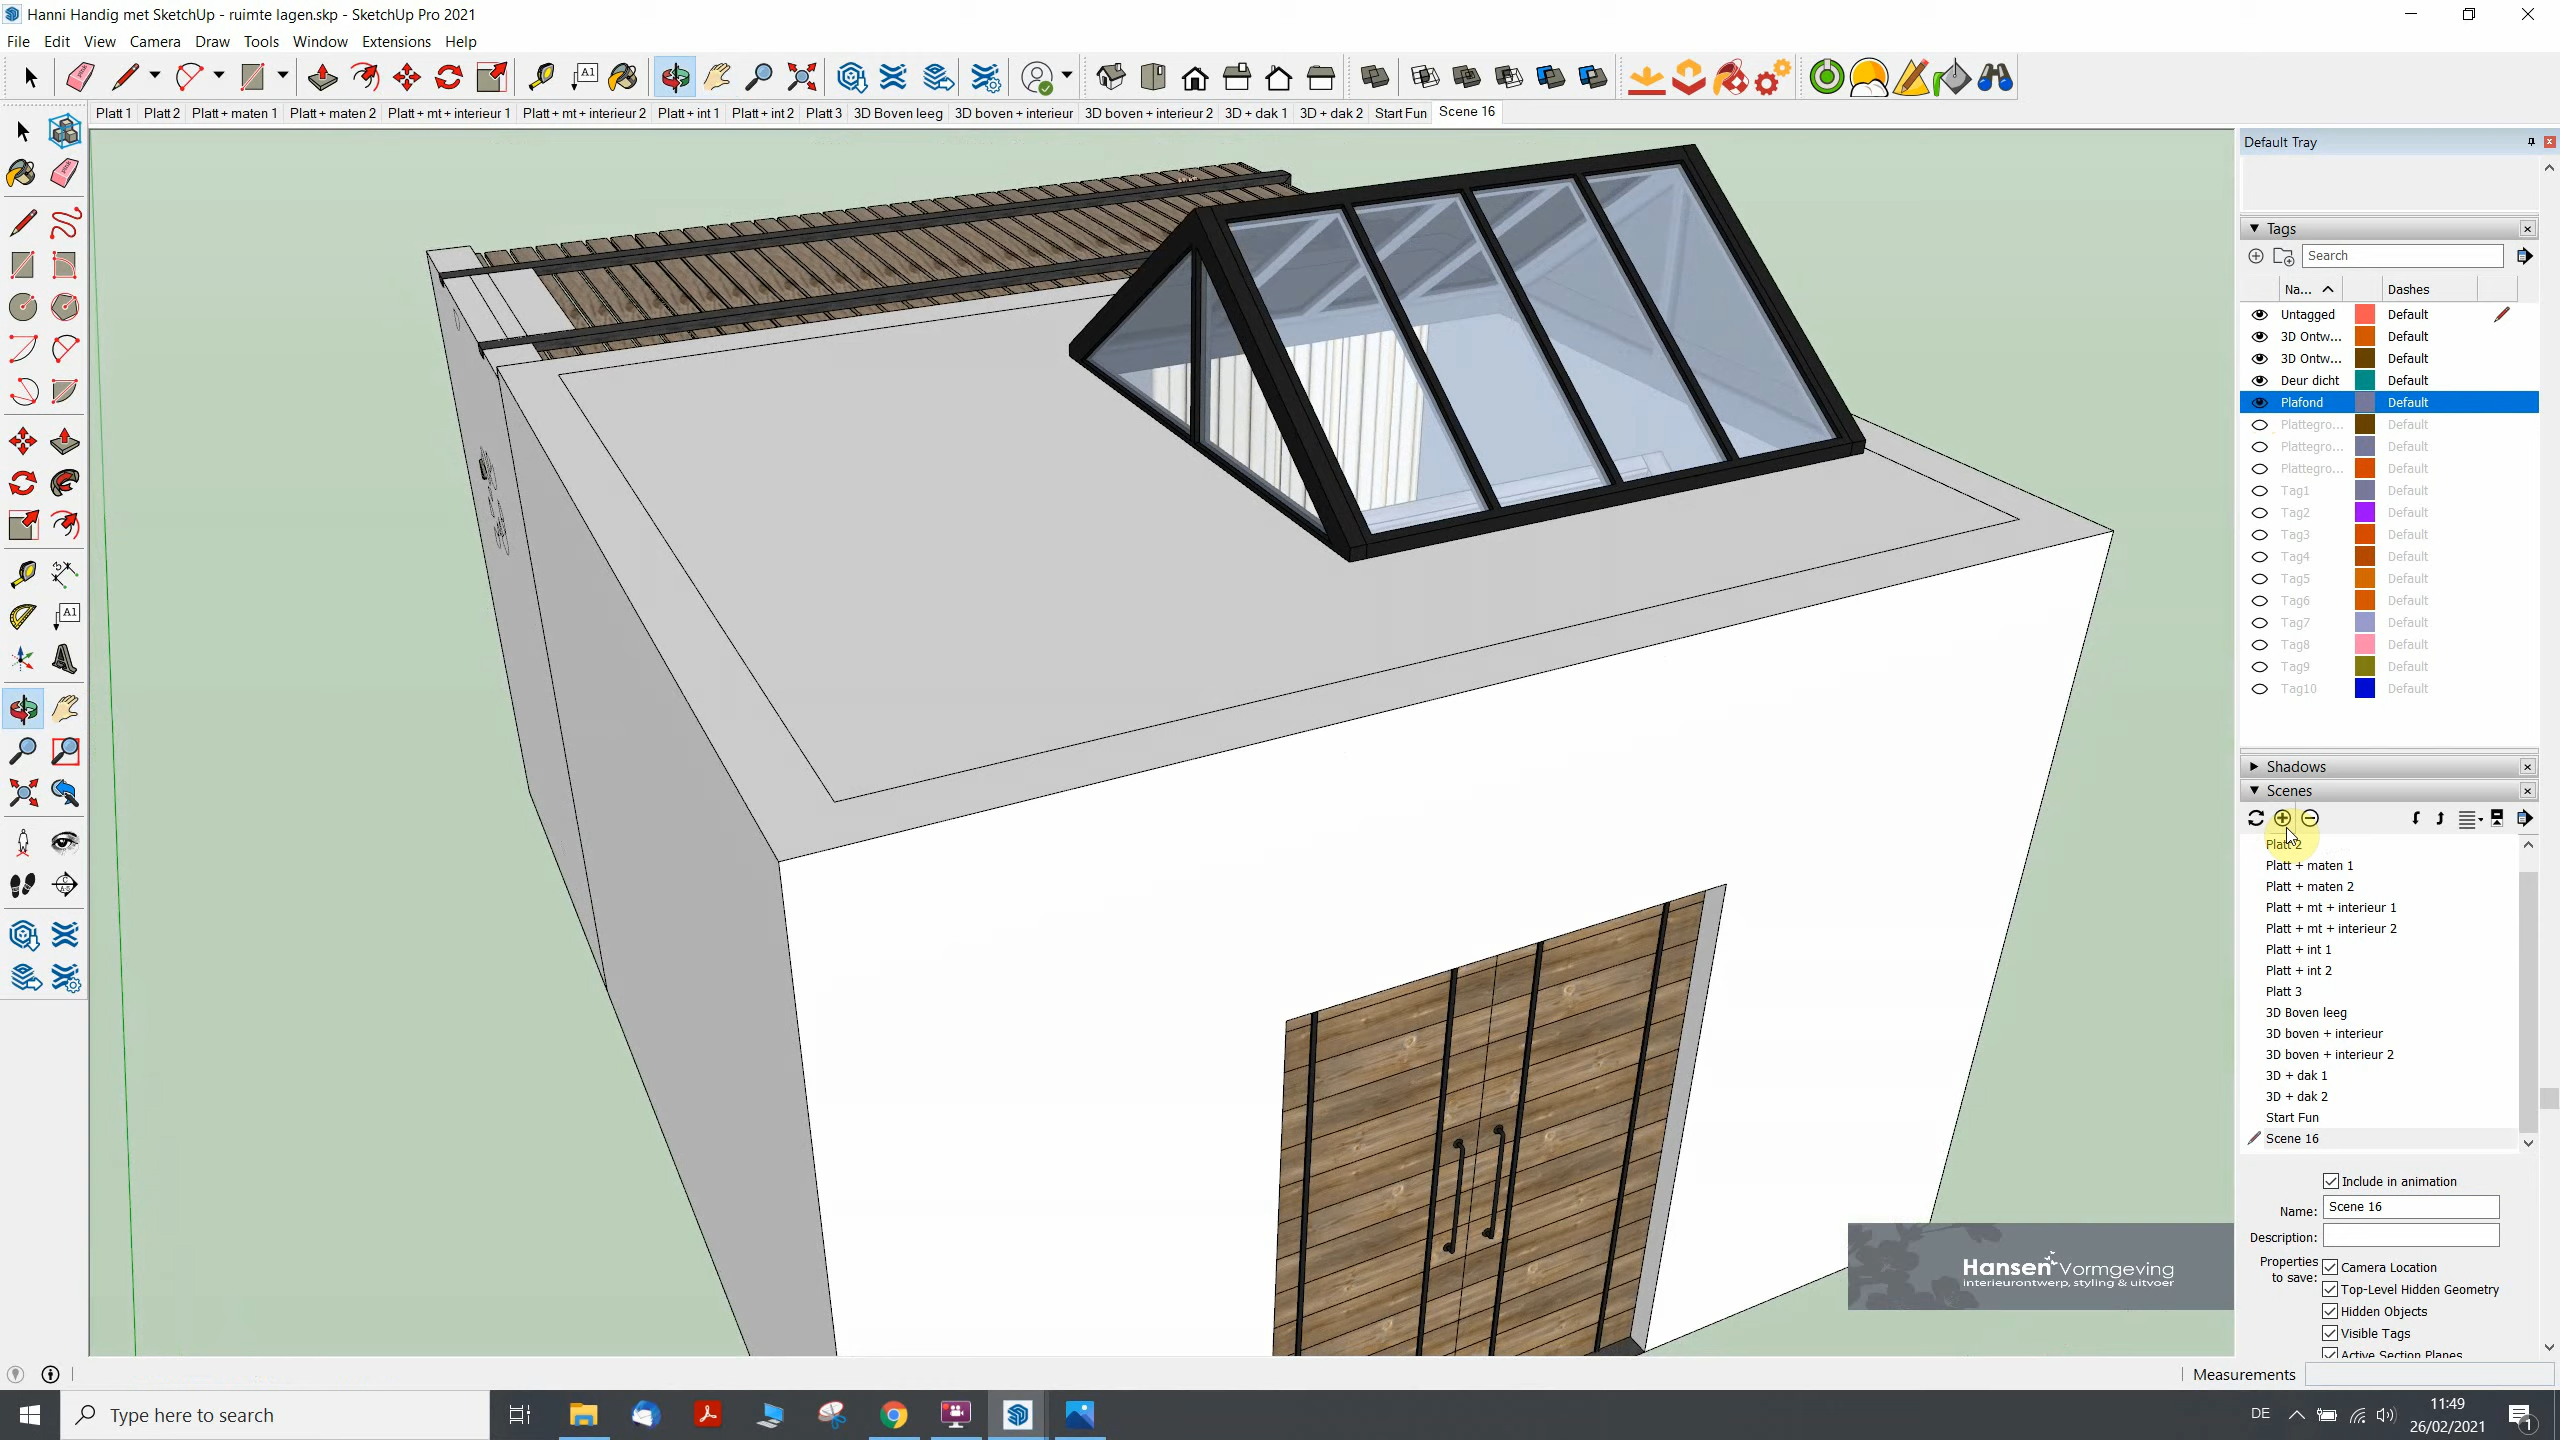 Hanni Handig met SketchUp - ruimte lagen.skp - SketchUp Pro 2021
File Edit View Camera Draw Tools Window Extensions Help
Platt 1 Platt 2 Platt + maten 1 Platt + maten 2 Platt + mt + interieur 1 Platt + mt + interieur 2 Platt + int 1 Platt + int 2 Platt 3 3D Boven leeg 3D boven + interieur 3D boven + interieur 2 3D + dak 1 3D + dak 2 Start Fun Scene 16
Default Tray
Tags
Search
Na... Dashes
Untagged Default
3D Ontw... Default
3D Ontw... Default
Deur dicht Default
Plafond Default
Plattegro... Default
Plattegro... Default
Plattegro... Default
Tag1 Default
Tag2 Default
Tag3 Default
Tag4 Default
Tag5 Default
Tag6 Default
Tag7 Default
Tag8 Default
Tag9 Default
Tag10 Default
Shadows
Scenes
Platt 2
Platt + maten 1
Platt + maten 2
Platt + mt + interieur 1
Platt + mt + interieur 2
Platt + int 1
Platt + int 2
Platt 3
3D Boven leeg
3D boven + interieur
3D boven + interieur 2
3D + dak 1
3D + dak 2
Start Fun
Scene 16
Include in animation
Name: Scene 16
Description:
Properties to save:
Camera Location
Top-Level Hidden Geometry
Hidden Objects
Visible Tags
Active Section Planes
Hansen Vormgeving
interieurontwerp, styling & uitvoer
Measurements
Type here to search
DE
11:49
26/02/2021
1